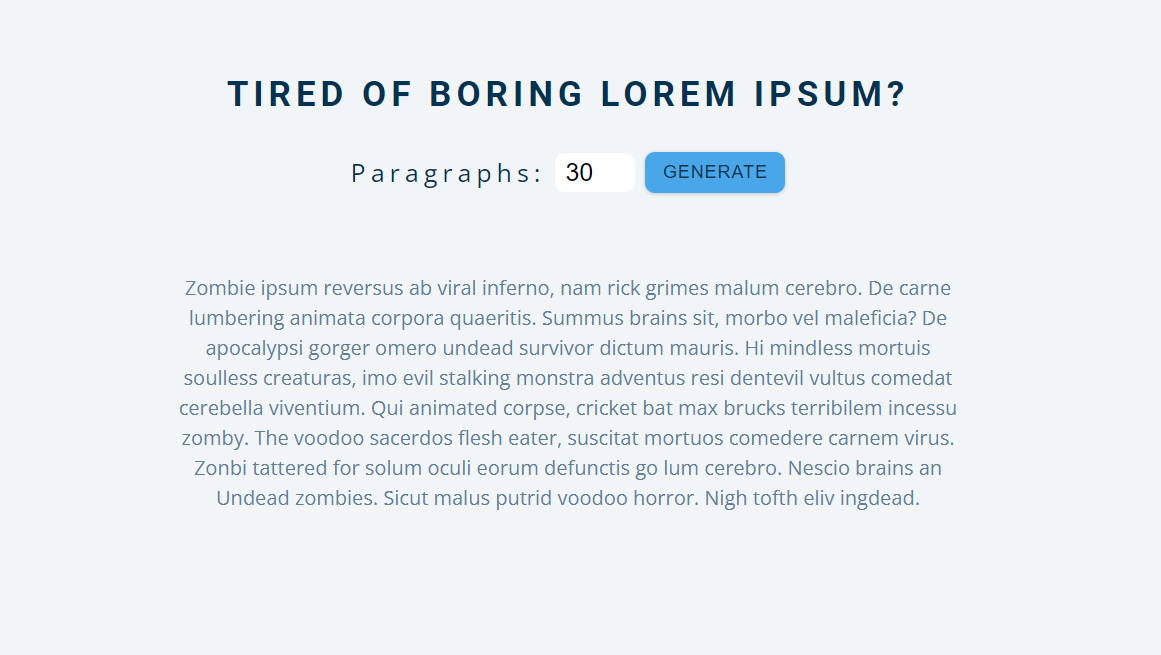 TIRED OF BORING LOREM IPSUM?
Paragraphs: 30 GENERATE
Zombie ipsum reversus ab viral inferno, nam rick grimes malum cerebro. De carne
lumbering animata corpora quaeritis. Summus brains sit, morbo vel maleficia? De
apocalypsi gorger omero undead survivor dictum mauris. Hi mindless mortuis
soulless creaturas, imo evil stalking monstra adventus resi dentevil vultus comedat
cerebella viventium. Qui animated corpse, cricket bat max brucks terribilem incessu
zomby. The voodoo sacerdos flesh eater, suscitat mortuos comedere carnem virus.
Zonbi tattered for solum oculi eorum defunctis go lum cerebro. Nescio brains an
Undead zombies. Sicut malus putrid voodoo horror. Nigh tofth eliv ingdead.